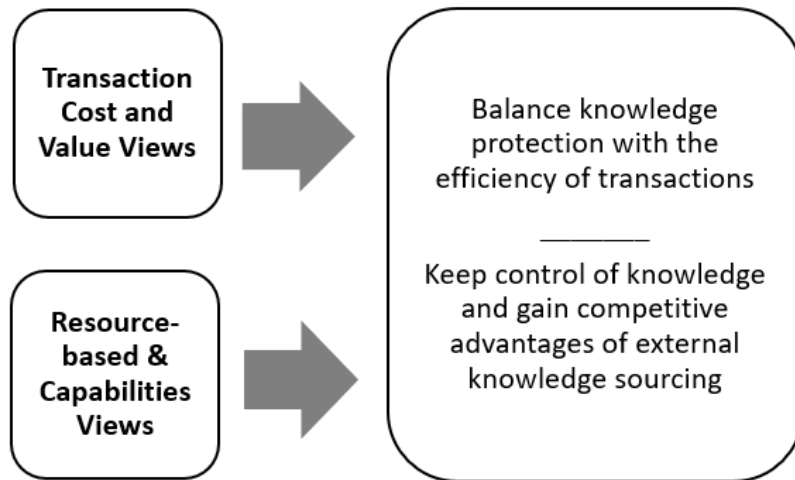 Transaction
Cost and
Value Views
Balance knowledge
protection with the
efficiency of transactions
Resource-
based &
Capabilities
Views
Keep control of knowledge
and gain competitive
advantages of external
knowledge sourcing